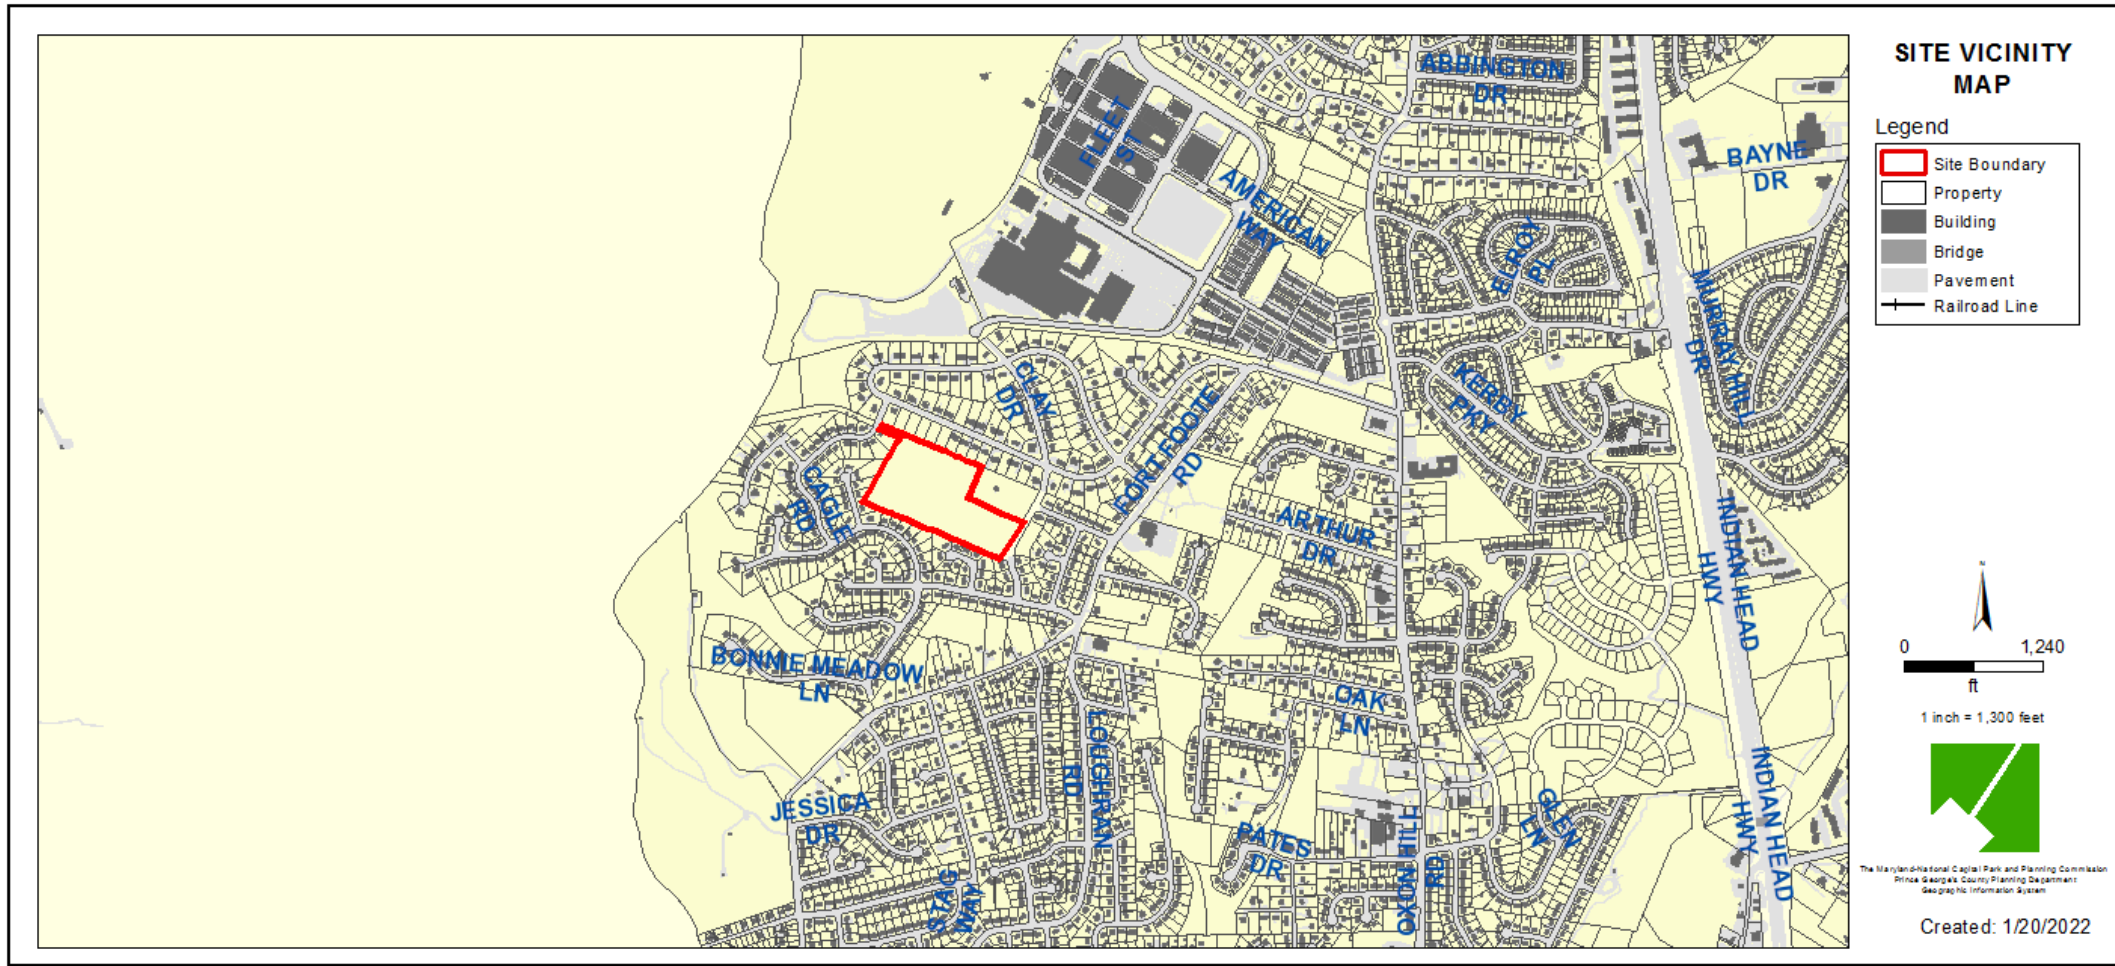 SITE VICINITY
MAP
Legend
Site Boundary
Property
Building
Bridge
Pavement
Railroad Line
ABBINGTON
DR
FLEET
ST
BAYNE
DR
AMERICAN
WAY
ELROY
PL
MURRAY HILL
DR
CLAY
DR
KERBY
PKY
FORT FOOTE
RD
CAGLE
RD
ARTHUR
DR
INDIAN HEAD
HWY
BONNIE MEADOW
LN
OAK
LN
LOUGHRAN
RD
JESSICA
DR
GLEN
LN
PATES
DR
OXON HILL
RD
INDIAN HEAD
HWY
STAG
WAY
N
0 1,240
ft
1 inch = 1,300 feet
The Maryland-National Capital Park and Planning Commission
Prince George's County Planning Department
Geographic Information System
Created: 1/20/2022